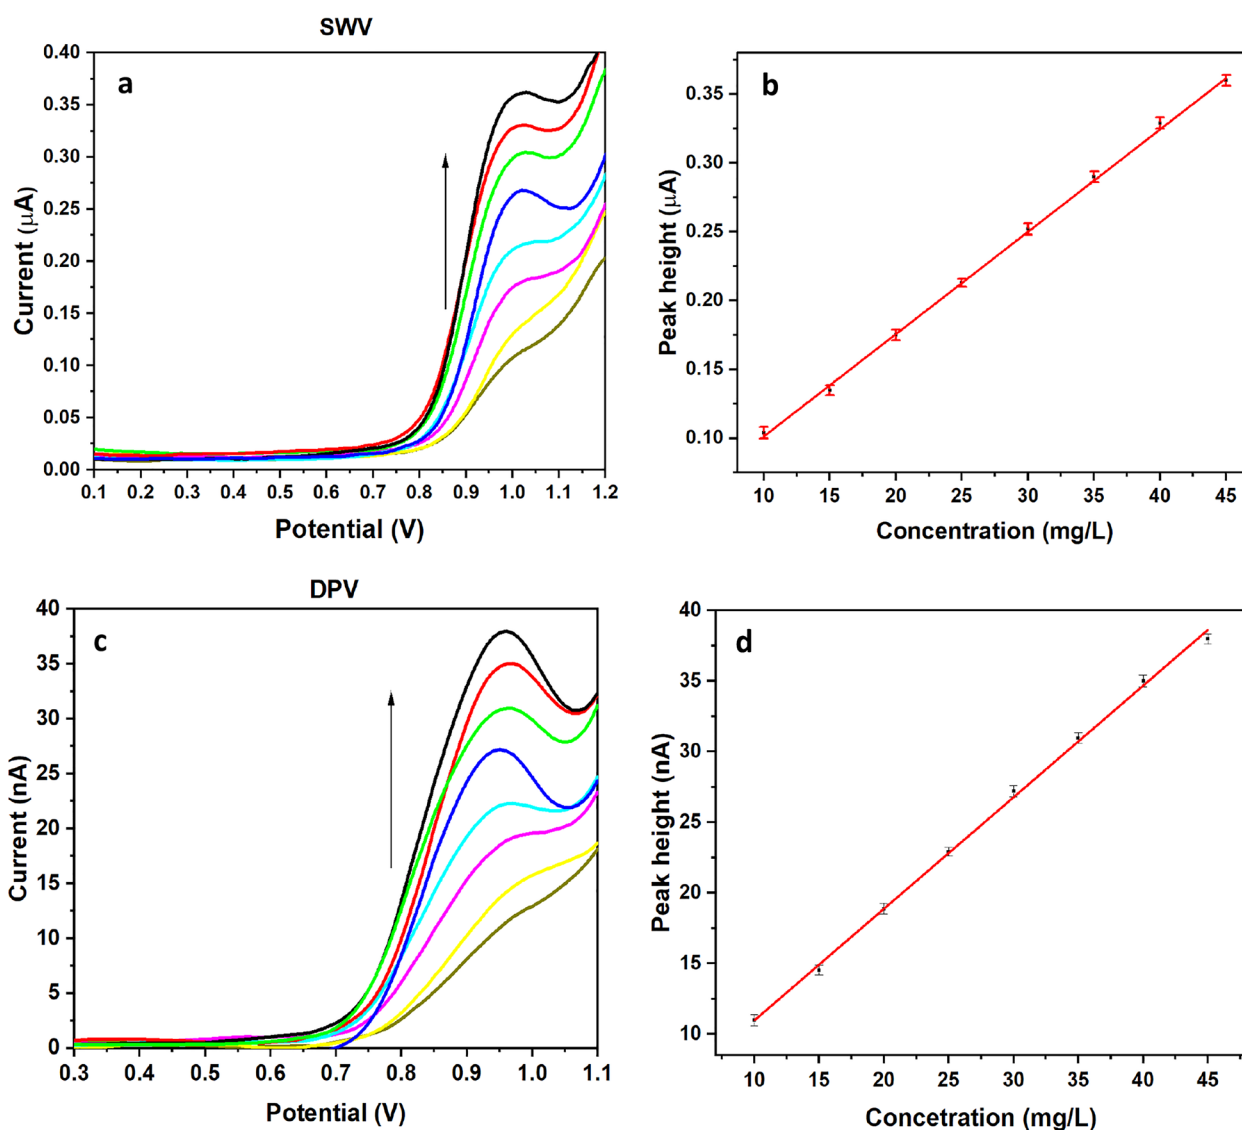 SWV
a
0.40
0.35
0.30
0.25
0.20
0.15
0.10
0.05
0.00
Current (μA)
0.1 0.2 0.3 0.4 0.5 0.6 0.7 0.8 0.9 1.0 1.1 1.2
Potential (V)
b
0.35
0.30
0.25
0.20
0.15
0.10
Peak height (μA)
10 15 20 25 30 35 40 45
Concentration (mg/L)
DPV
c
40
35
30
25
20
15
10
5
0
Current (nA)
0.3 0.4 0.5 0.6 0.7 0.8 0.9 1.0 1.1
Potential (V)
d
40
35
30
25
20
15
10
Peak height (nA)
10 15 20 25 30 35 40 45
Concetration (mg/L)